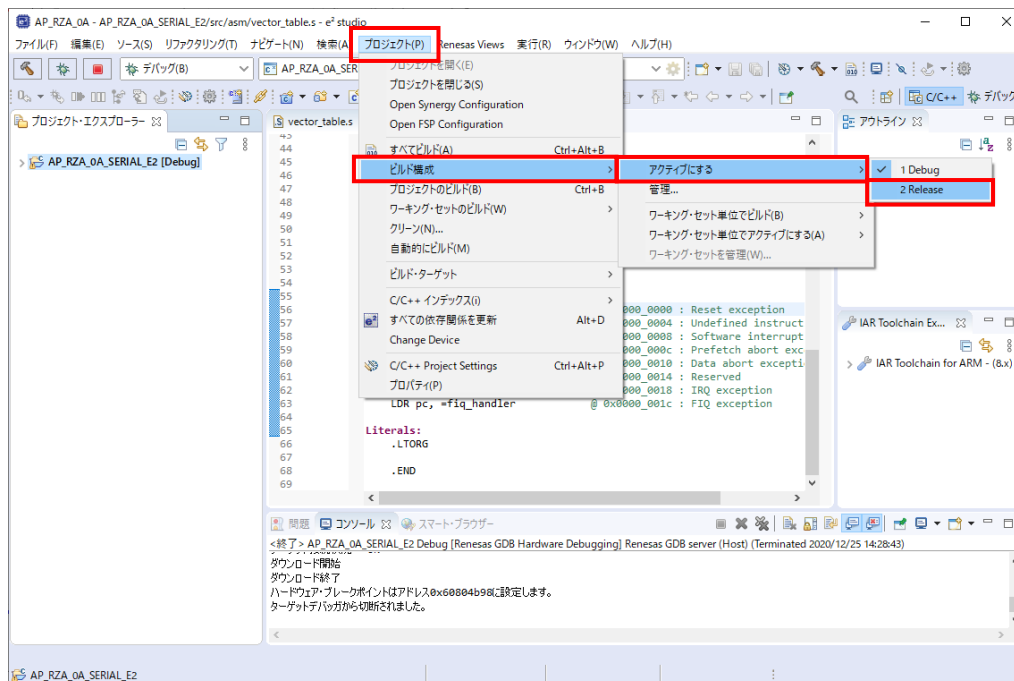 AP_RZA_0A - AP_RZA_0A_SERIAL_E2/src/asm/vector_table.s - e² studio
ファイル(F) 編集(E) ソース(S) リファクタリング(T) ナビゲート(N) 検索(A プロジェクト(P) Renesas Views 実行(R) ウィンドウ(W) ヘルプ(H)
デバッグ(B) AP_RZA_0A_SER
C/C++ デバッグ
プロジェクト・エクスプローラー
AP_RZA_0A_SERIAL_E2 [Debug]
vector_table.s
プロジェクトを開く(E)
プロジェクトを閉じる(S)
Open Synergy Configuration
Open FSP Configuration
すべてビルド(A) Ctrl+Alt+B
ビルド構成
プロジェクトのビルド(B) Ctrl+B
ワーキング・セットのビルド(W)
クリーン(N)...
自動的にビルド(M)
ビルド・ターゲット
C/C++ インデックス(i)
すべての依存関係を更新 Alt+D
Change Device
C/C++ Project Settings Ctrl+Alt+P
プロパティ(P)
アクティブにする
管理...
ワーキング・セット単位でビルド(B)
ワーキング・セット単位でアクティブにする(A)
ワーキング・セットを管理(W)...
1 Debug
2 Release
43
44
45
46
47
48
49
50
51
52
53
54
55
56 000_0000 : Reset exception
57 000_0004 : Undefined instruct
58 000_0008 : Software interrupt
59 000_000c : Prefetch abort exc
60 000_0010 : Data abort excepti
61 000_0014 : Reserved
62 000_0018 : IRQ exception
63 LDR pc, =fiq_handler @ 0x0000_001c : FIQ exception
64
65 Literals:
66 .LTORG
67
68 .END
69
アウトライン
IAR Toolchain Ex...
IAR Toolchain for ARM - (8.x)
問題 コンソール スマート・ブラウザー
<終了> AP_RZA_0A_SERIAL_E2 Debug [Renesas GDB Hardware Debugging] Renesas GDB server (Host) (Terminated 2020/12/25 14:28:43)
ダウンロード開始
ダウンロード終了
ハードウェア・ブレークポイントはアドレス0x60804b98に設定します。
ターゲットデバッガから切断されました。
AP_RZA_0A_SERIAL_E2